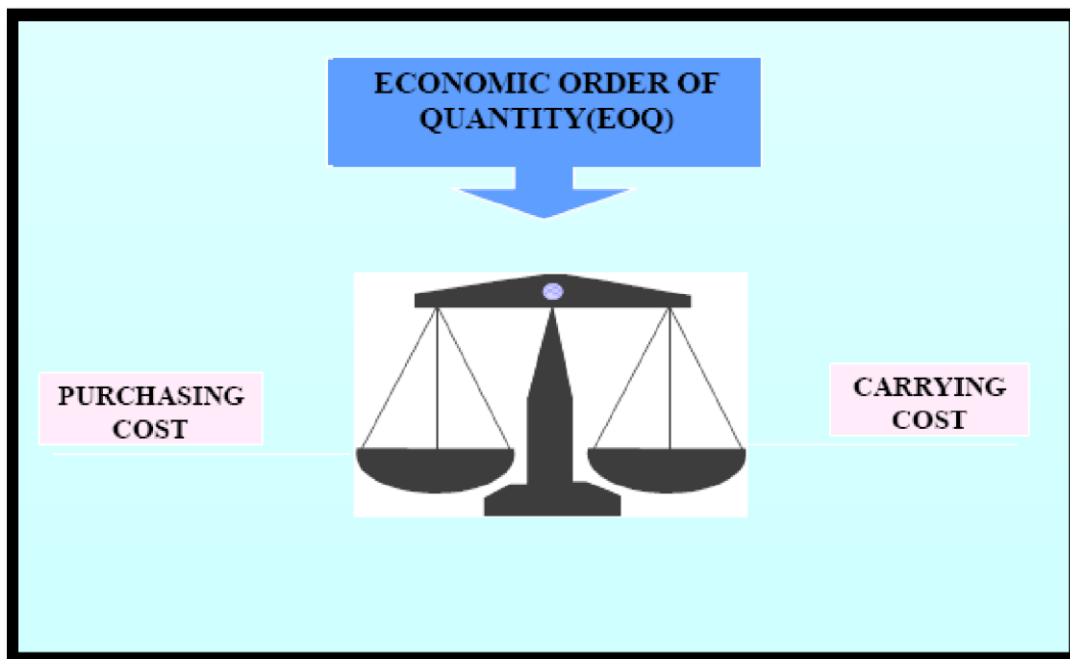 ECONOMIC ORDER OF
QUANTITY(EOQ)
PURCHASING
COST
CARRYING
COST